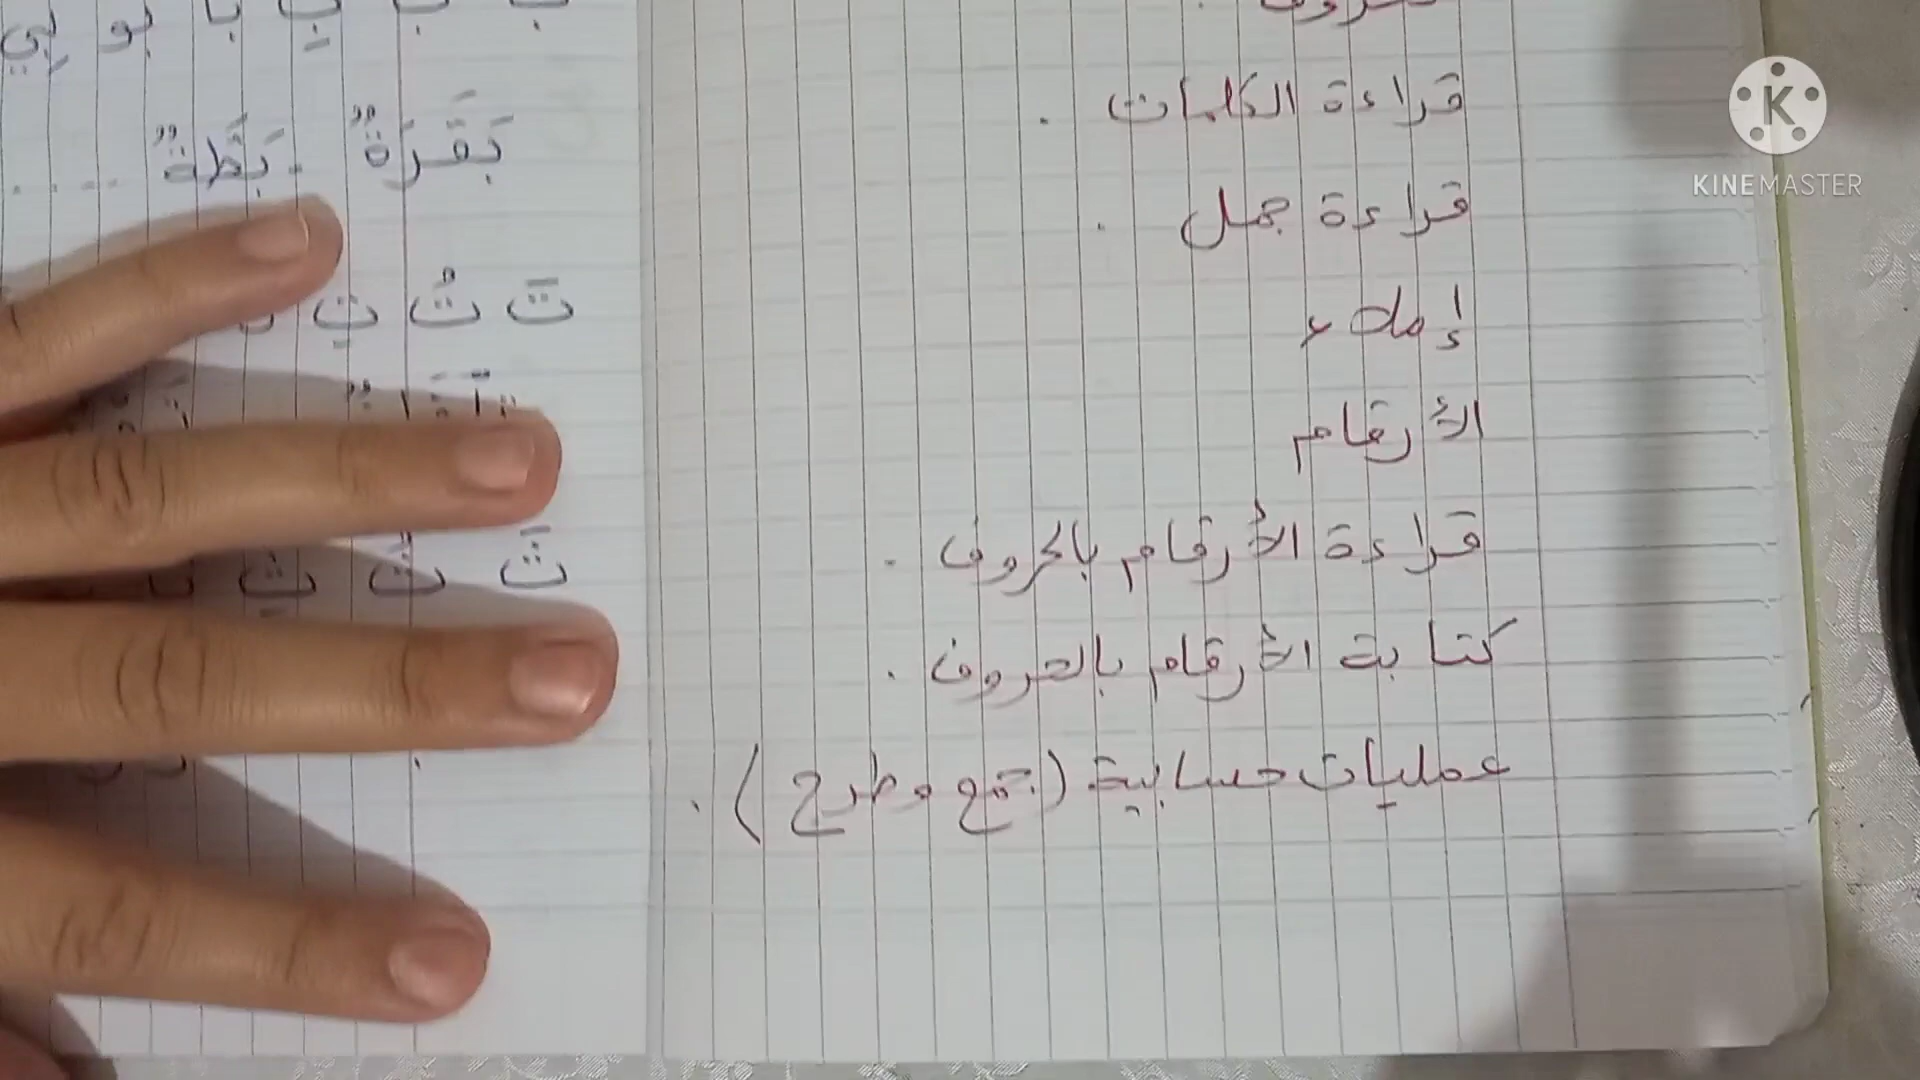 قراءة الكلمات .
قراءة جمل .
إملاء
الأرقام
قراءة الأرقام بالحروف .
كتابة الأرقام بالحروف .
عمليات حسابية (جمع وطرح) .
بَا بُو بِي
بَقَرَةٌ - بَطَّةٌ .....
تَ تُ تِ
ثَ ثُ ثِ
K
KINEMASTER